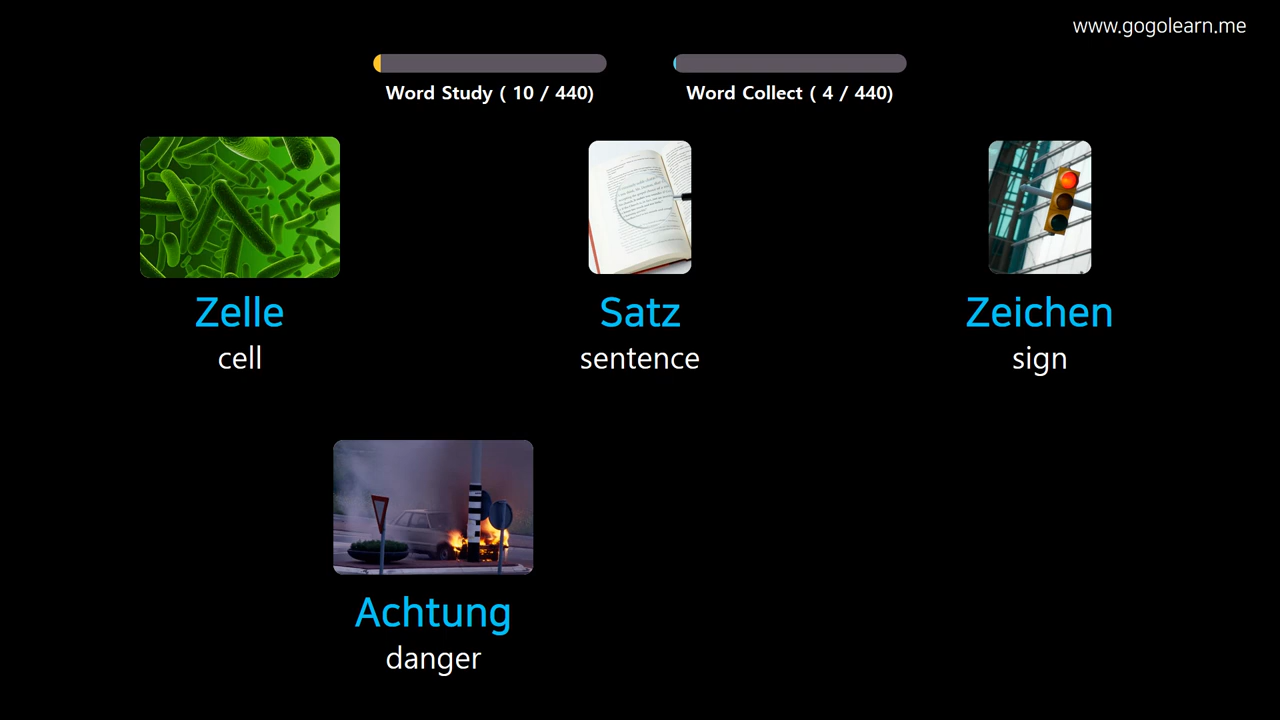 www.gogolearn.me
Word Study ( 10 / 440)
Word Collect ( 4 / 440)
Zelle
cell
Satz
sentence
Zeichen
sign
Achtung
danger